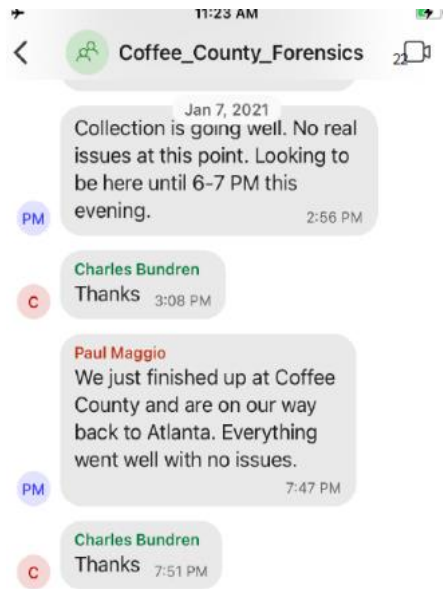 11:23 AM
Coffee_County_Forensics
22
Jan 7, 2021
Collection is going well. No real
issues at this point. Looking to
be here until 6-7 PM this
evening.
2:56 PM
PM
Charles Bundren
Thanks
3:08 PM
C
Paul Maggio
We just finished up at Coffee
County and are on our way
back to Atlanta. Everything
went well with no issues.
7:47 PM
PM
Charles Bundren
Thanks
7:51 PM
C